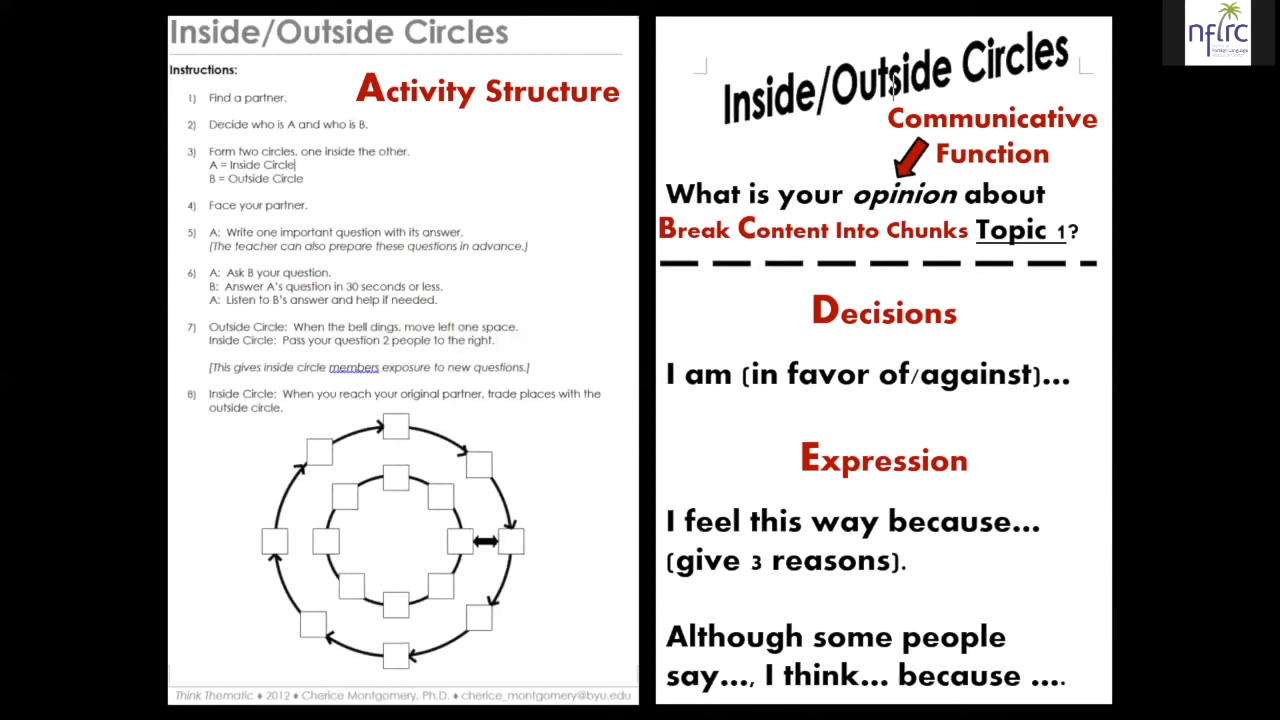 Inside/Outside Circles
Instructions:
Activity Structure
1) Find a partner.
2) Decide who is A and who is B.
3) Form two circles, one inside the other.
A = Inside Circle
B = Outside Circle
4) Face your partner.
5) A: Write one important question with its answer.
(The teacher can also prepare these questions in advance.)
6) A: Ask B your question.
B: Answer A's question in 30 seconds or less.
A: Listen to B's answer and help if needed.
7) Outside Circle: When the bell dings, move left one space.
Inside Circle: Pass your question 2 people to the right.
[This gives inside circle members exposure to new questions.]
8) Inside Circle: When you reach your original partner, trade places with the
outside circle.
Think Thematic ♦ 2012 ♦ Cherice Montgomery, Ph.D. ♦ cherice_montgomery@byu.edu
Inside/Outside Circles
Communicative
Function
What is your opinion about
Break Content Into Chunks Topic 1?
Decisions
I am (in favor of/against)...
Expression
I feel this way because...
(give 3 reasons).
Although some people
say..., I think... because ....
nflrc
Foreign Language